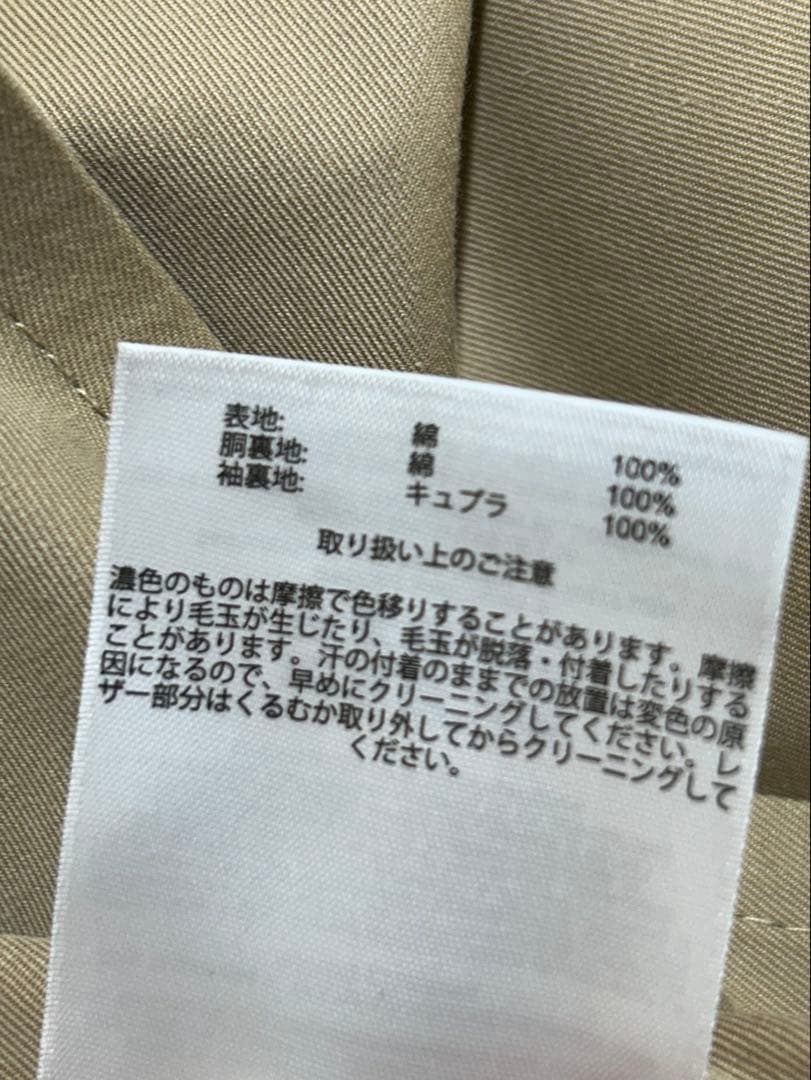 表地: 綿 100%
胴裏地: 綿 100%
袖裏地: キュプラ 100%
取り扱い上のご注意
濃色のものは摩擦で色移りすることがあります。摩擦
により毛玉が生じたり、毛玉が脱落・付着したりする
ことがあります。汗の付着のままでの放置は変色の原
因になるので、早めにクリーニングしてください。レ
ザー部分はくるむか取り外してからクリーニングして
ください。